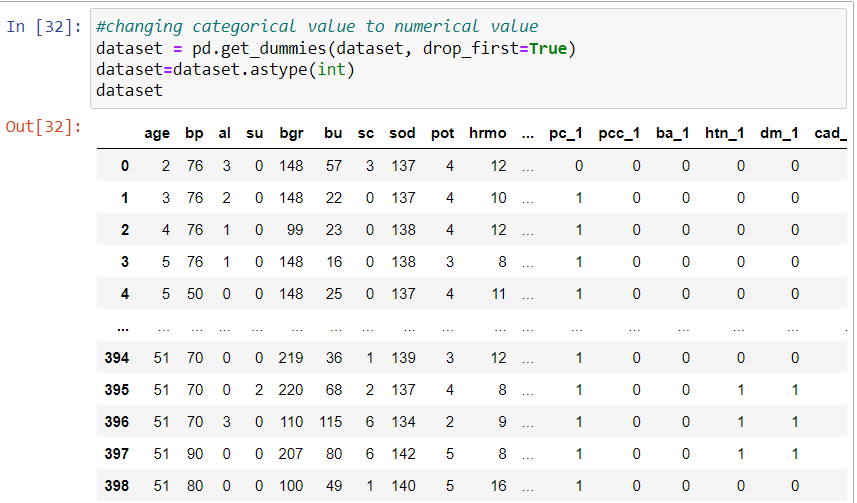 In [32]: #changing categorical value to numerical value
dataset = pd.get_dummies(dataset, drop_first=True)
dataset=dataset.astype(int)
dataset
Out[32]:
age bp al su bgr bu sc sod pot hrmo ... pc_1 pcc_1 ba_1 htn_1 dm_1 cad_
0 2 76 3 0 148 57 3 137 4 12 ... 0 0 0 0 0
1 3 76 2 0 148 22 0 137 4 10 ... 1 0 0 0 0
2 4 76 1 0 99 23 0 138 4 12 ... 1 0 0 0 0
3 5 76 1 0 148 16 0 138 3 8 ... 1 0 0 0 0
4 5 50 0 0 148 25 0 137 4 11 ... 1 0 0 0 0
... ... ... ... ... ... ... ... ... ... ... ... ... ... ... ... ... .
394 51 70 0 0 219 36 1 139 3 12 ... 1 0 0 0 0
395 51 70 0 2 220 68 2 137 4 8 ... 1 0 0 1 1
396 51 70 3 0 110 115 6 134 2 9 ... 1 0 0 1 1
397 51 90 0 0 207 80 6 142 5 8 ... 1 0 0 1 1
398 51 80 0 0 100 49 1 140 5 16 ... 1 0 0 0 0